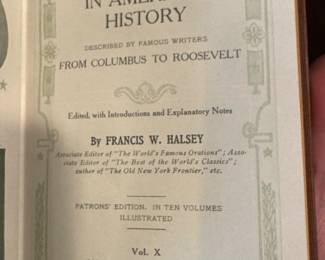 HISTORY
DESCRIBED BY FAMOUS WRITERS
FROM COLUMBUS TO ROOSEVELT
Edited, with Introductions and Explanatory Notes
By FRANCIS W. HALSEY
Associate Editor of "The World's Famous Orations"; Asso-
ciate Editor of "The Best of the World's Classics";
author of "The Old New York Frontier," etc.
PATRONS' EDITION. IN TEN VOLUMES
ILLUSTRATED
Vol. X